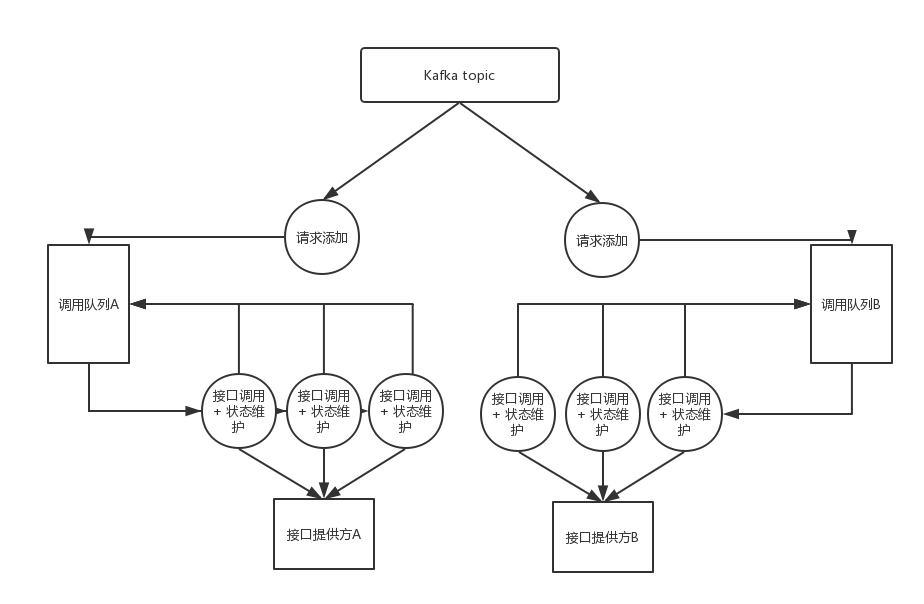 Kafka topic
请求添加
请求添加
调用队列A
调用队列B
接口调用
+ 状态维
护
接口调用
+ 状态维
护
接口调用
+ 状态维
护
接口调用
+ 状态维
护
接口调用
+ 状态维
护
接口调用
+ 状态维
护
接口提供方A
接口提供方B